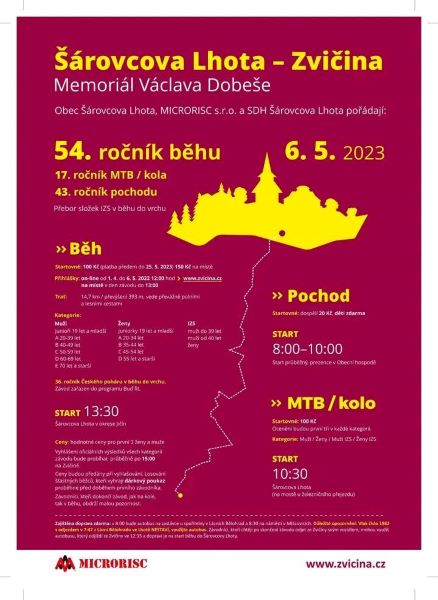 Šárovcova Lhota – Zvičina
Memoriál Václava Dobeše
Obec Šárovcova Lhota, MICRORISC s.r.o. a SDH Šárovcova Lhota pořádají:
54. ročník běhu
6. 5. 2023
17. ročník MTB / kola
43. ročník pochodu
Přebor složek IZS v běhu do vrchu
›› Běh
Startovné: 100 Kč (platba předem do 25. 5. 2023; 150 Kč na místě
Přihlášky: on-line od 1. 4. do 6. 5. 2022 12:00 hod › www.zvicina.cz
na místě v den závodu do 13:00
Trať: 14,7 km / převýšení 393 m, vede převážně polními
a lesními cestami
Kategorie:
Muži Ženy IZS
Junioři 19 let a mladší juniorky 19 let a mladší muži do 39 let
A 20-39 let A 20-34 let muži od 40 let
B 40-49 let B 35-44 let ženy
C 50-59 let C 45-54 let
D 60-69 let D 55 let a starší
E 70 let a starší
36. ročník Českého poháru v běhu do vrchu.
Závod zařazen do programu Buď fit.
START 13:30
Šárovcova Lhota v okrese Jičín
Ceny: hodnotné ceny pro první 3 ženy a muže
Vyhlášení oficiálních výsledků všech kategorií
závodu bude probíhat průběžně po 15:00
na Zvičině.
Ceny budou předány při vyhlašování. Losování
šťastných běžců, kteří vyhrají dárkový poukaz
proběhne před doběhem prvního závodníka.
Závodníci, kteří dokončí závod, jak na kole,
tak v běhu, obdrží malou pozornost.
›› Pochod
Startovné: dospělí 20 Kč, děti zdarma
START
8:00–10:00
Start průběžný, prezence v Obecní hospodě
›› MTB / kolo
Startovné: 100 Kč
Ocenění budou první tři v každé kategorii
Kategorie: Muži / Ženy / Muži IZS / Ženy IZS
START
10:30
Šárovcova Lhota
(na mostě u železničního přejezdu)
Zajištěna doprava zdarma: v 8:00 bude autobus na zastávce u spořitelny v Lázních Bělohrad a 8:30 na náměstí v Miletíně. Důležité upozornění: Vlak číslo
s odjezdem v 7:47 z Lázní Bělohradu ve Lhotě NESTAVÍ, využijte autobus. Závodníci, kteří chtějí po skončení závodu odjet ze Zvičiny svým vozidlem, mohou využít
autobusu, který odjíždí ze Zvičiny ve 12:35 a dopraví je na start běhu do Šárovcovy Lhoty.
MICRORISC
www.zvicina.cz